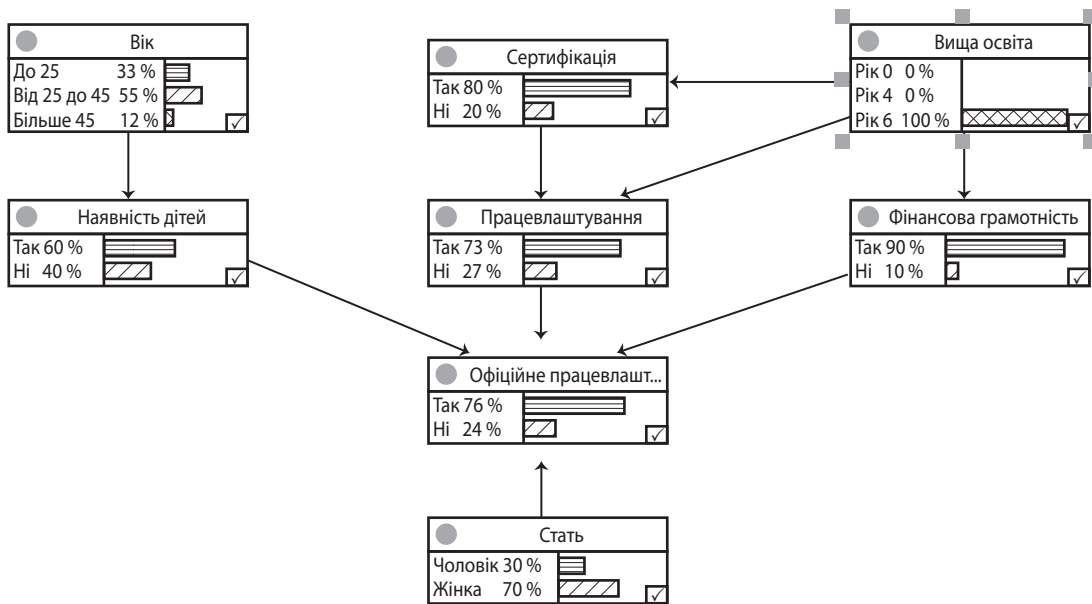 Вік
До 25 33 %
Від 25 до 45 55 %
Більше 45 12 %
Сертифікація
Так 80 %
Ні 20 %
Вища освіта
Рік 0 0 %
Рік 4 0 %
Рік 6 100 %
Наявність дітей
Так 60 %
Ні 40 %
Працевлаштування
Так 73 %
Ні 27 %
Фінансова грамотність
Так 90 %
Ні 10 %
Офіційне працевлашт...
Так 76 %
Ні 24 %
Стать
Чоловік 30 %
Жінка 70 %